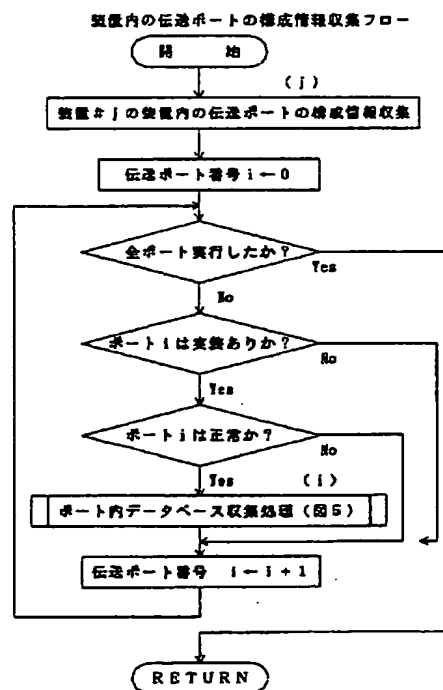 装置内の伝送ポートの構成情報収集フロー
開　始
(j)
装置#jの装置内の伝送ポートの構成情報収集
伝送ポート番号i←0
全ポート実行したか?
Yes
No
ポートiは実装ありか?
No
Yes
ポートiは正常か?
No
Yes
(i)
ポート内データベース収集処理(図5)
伝送ポート番号　i←i+1
RETURN